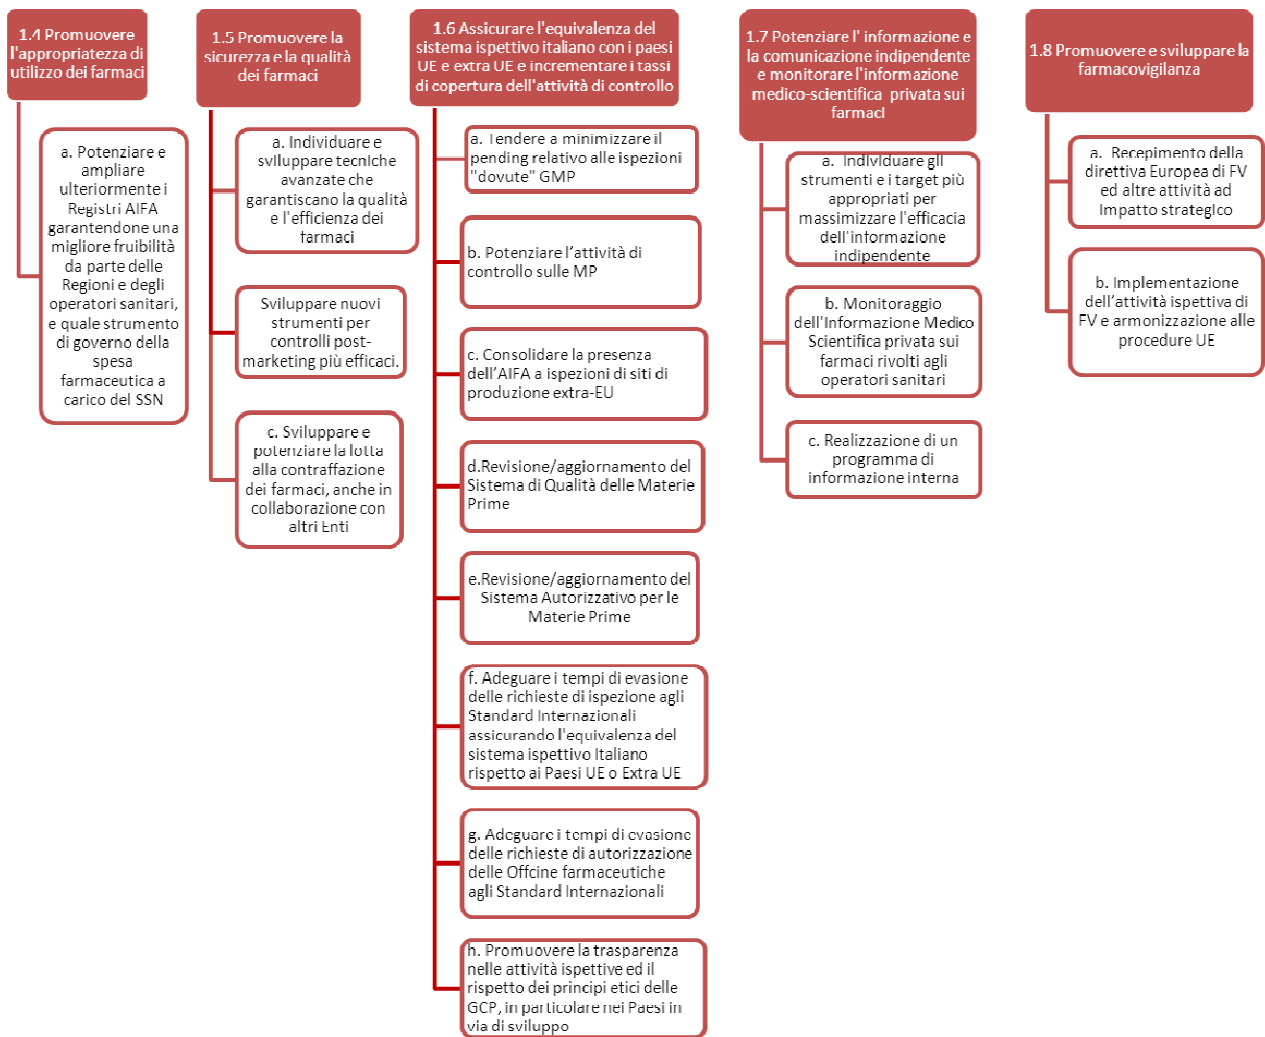 1.4 Promuovere
l'appropriatezza di
utilizzo dei farmaci
a. Potenziare e
ampliare
ulteriormente i
Registri AIFA
garantendone una
migliore fruibilità
da parte delle
Regioni e degli
operatori sanitari,
e quale strumento
di governo della
spesa
farmaceutica a
carico del SSN
1.5 Promuovere la
sicurezza e la qualità
dei farmaci
a. Individuare e
sviluppare tecniche
avanzate che
garantiscano la qualità
e l'efficienza dei
farmaci
Sviluppare nuovi
strumenti per
controlli post-
marketing più efficaci.
c. Sviluppare e
potenziare la lotta
alla contraffazione
dei farmaci, anche in
collaborazione con
altri Enti
1.6 Assicurare l'equivalenza del
sistema ispettivo italiano con i paesi
UE e extra UE e incrementare i tassi
di copertura dell'attività di controllo
a. Tendere a minimizzare il
pending relativo alle ispezioni
"dovute" GMP
b. Potenziare l'attività di
controllo sulle MP
c. Consolidare la presenza
dell'AIFA a ispezioni di siti di
produzione extra-EU
d.Revisione/aggiornamento del
Sistema di Qualità delle Materie
Prime
e.Revisione/aggiornamento del
Sistema Autorizzativo per le
Materie Prime
f. Adeguare i tempi di evasione
delle richieste di ispezione agli
Standard Internazionali
assicurando l'equivalenza del
sistema ispettivo Italiano
rispetto ai Paesi UE o Extra UE
g. Adeguare i tempi di evasione
delle richieste di autorizzazione
delle Offcine farmaceutiche
agli Standard Internazionali
h. Promuovere la trasparenza
nelle attività ispettive ed il
rispetto dei principi etici delle
GCP, in particolare nei Paesi in
via di sviluppo
1.7 Potenziare l' informazione e
la comunicazione indipendente
e monitorare l'informazione
medico-scientifica privata sui
farmaci
a. Individuare gli
strumenti e i target più
appropriati per
massimizzare l'efficacia
dell'informazione
indipendente
b. Monitoraggio
dell'Informazione Medico
Scientifica privata sui
farmaci rivolti agli
operatori sanitari
c. Realizzazione di un
programma di
informazione interna
1.8 Promuovere e sviluppare la
farmacovigilanza
a. Recepimento della
direttiva Europea di FV
ed altre attività ad
impatto strategico
b. Implementazione
dell'attività ispettiva di
FV e armonizzazione alle
procedure UE